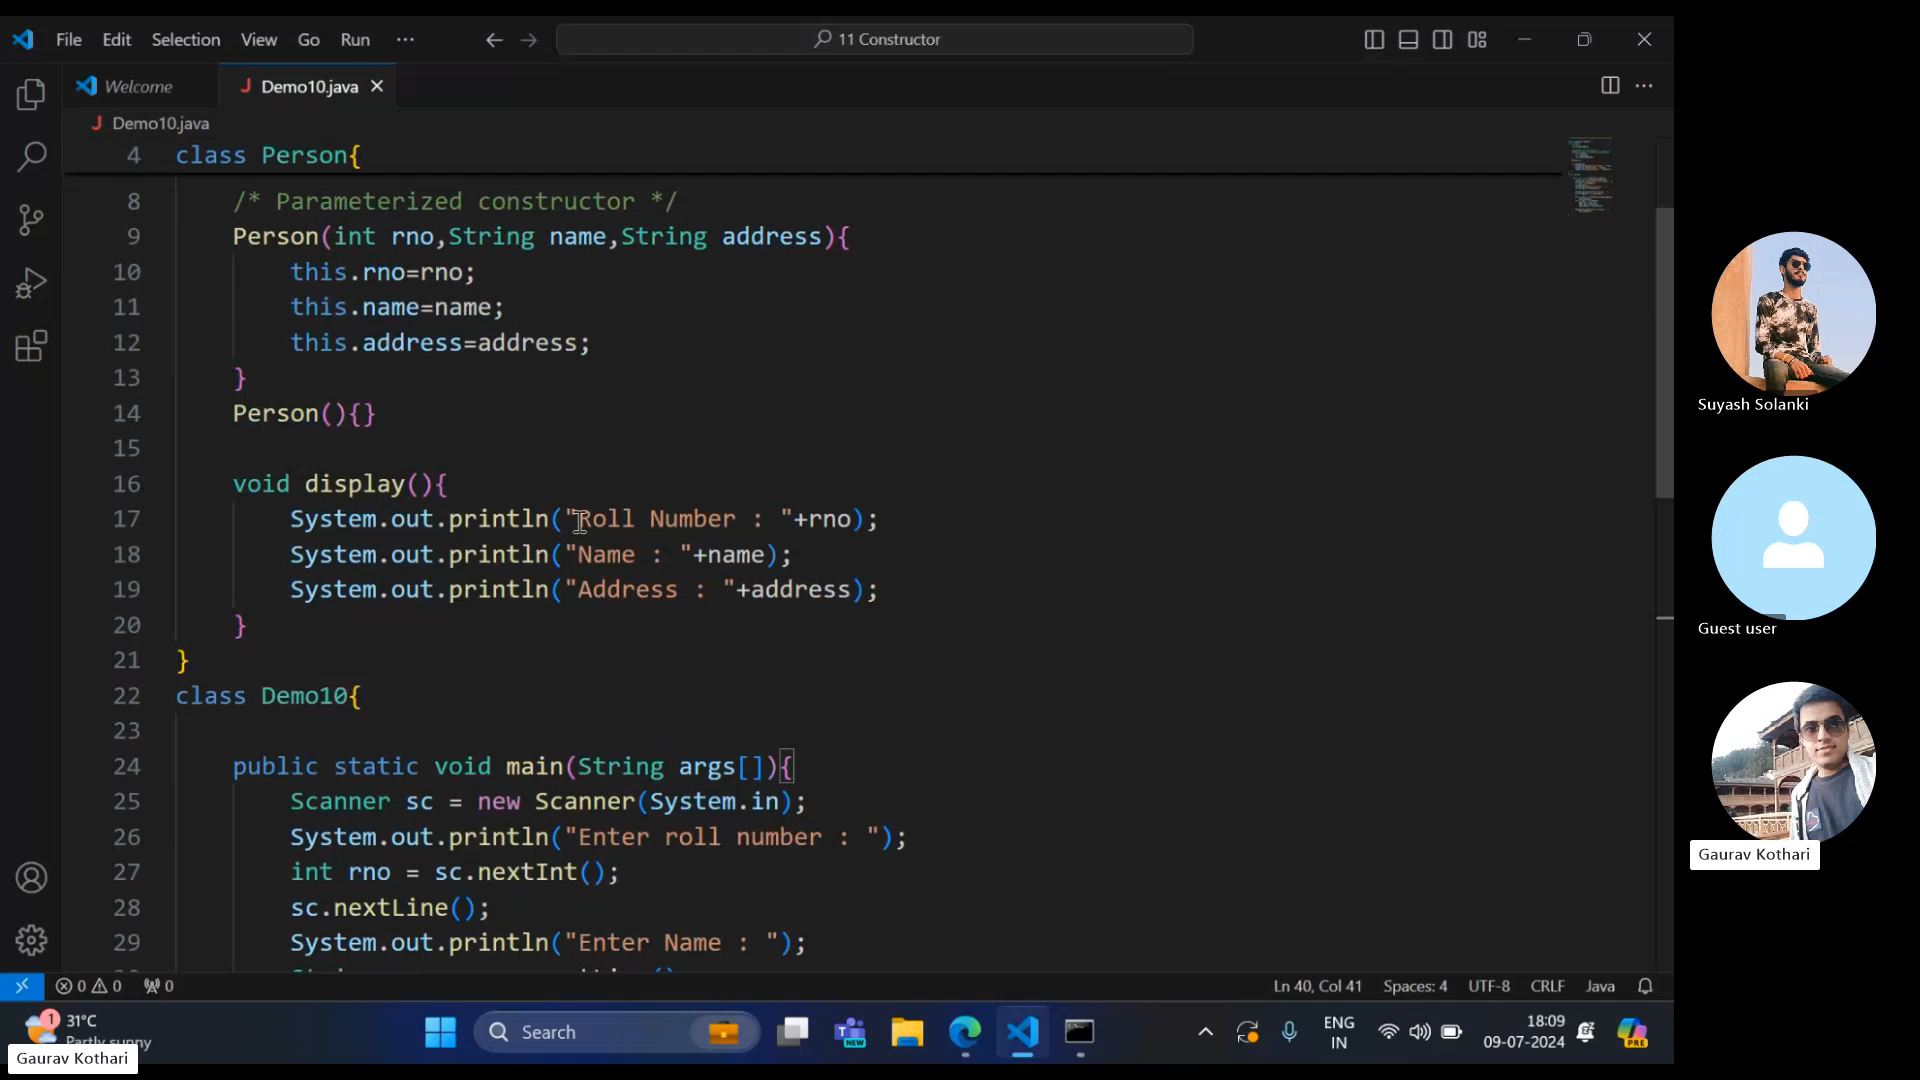 File Edit Selection View Go Run ··· 11 Constructor
Welcome J Demo10.java
J Demo10.java
4 class Person{
8 /* Parameterized constructor */
9 Person(int rno,String name,String address){
10 this.rno=rno;
11 this.name=name;
12 this.address=address;
13 }
14 Person(){}
15
16 void display(){
17 System.out.println("Roll Number : "+rno);
18 System.out.println("Name : "+name);
19 System.out.println("Address : "+address);
20 }
21 }
22 class Demo10{
23
24 public static void main(String args[]){
25 Scanner sc = new Scanner(System.in);
26 System.out.println("Enter roll number : ");
27 int rno = sc.nextInt();
28 sc.nextLine();
29 System.out.println("Enter Name : ");
0 0 0 Ln 40, Col 41 Spaces: 4 UTF-8 CRLF Java
1 31°C
Partly sunny
Search
NEW
ENG
IN
18:09
09-07-2024
PRE
Gaurav Kothari
Suyash Solanki
Guest user
Gaurav Kothari